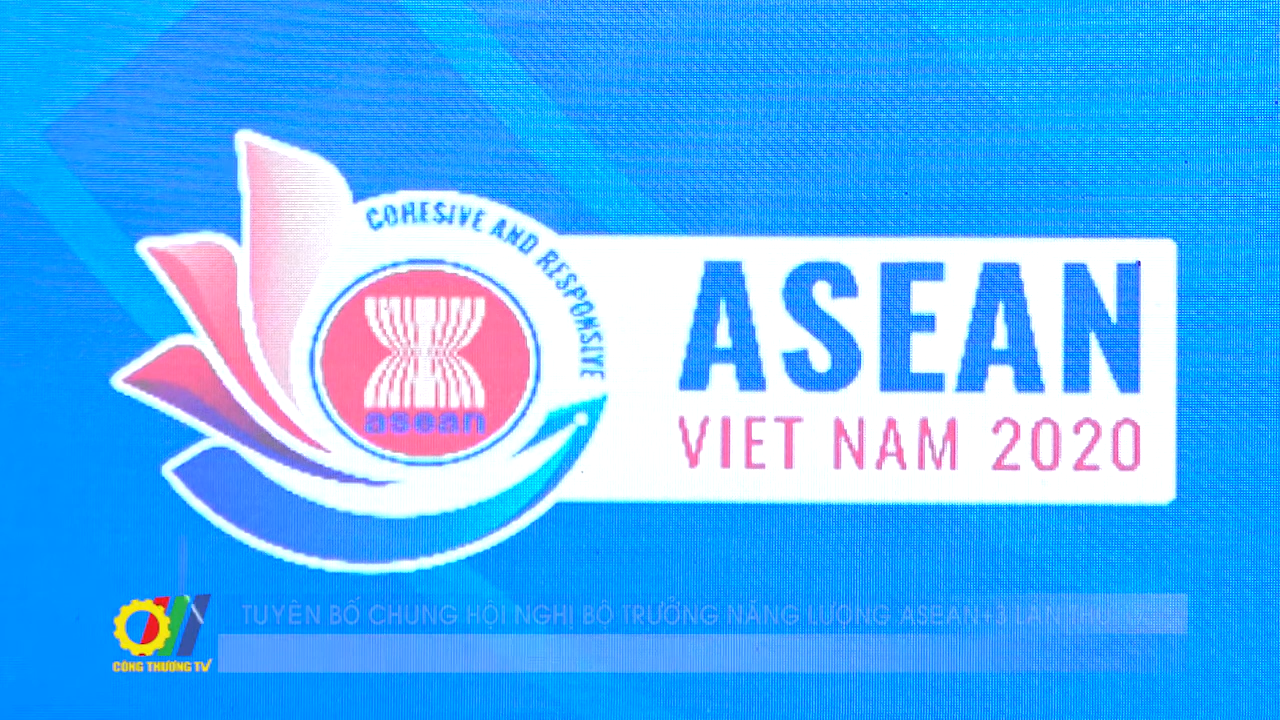 COHESIVE AND RESPONSIVE
asean
ASEAN
VIET NAM 2020
TUYÊN BỐ CHUNG HỘI NGHỊ BỘ TRƯỞNG NĂNG LƯỢNG ASEAN+3 LẦN THỨ
CÔNG THƯƠNG TV